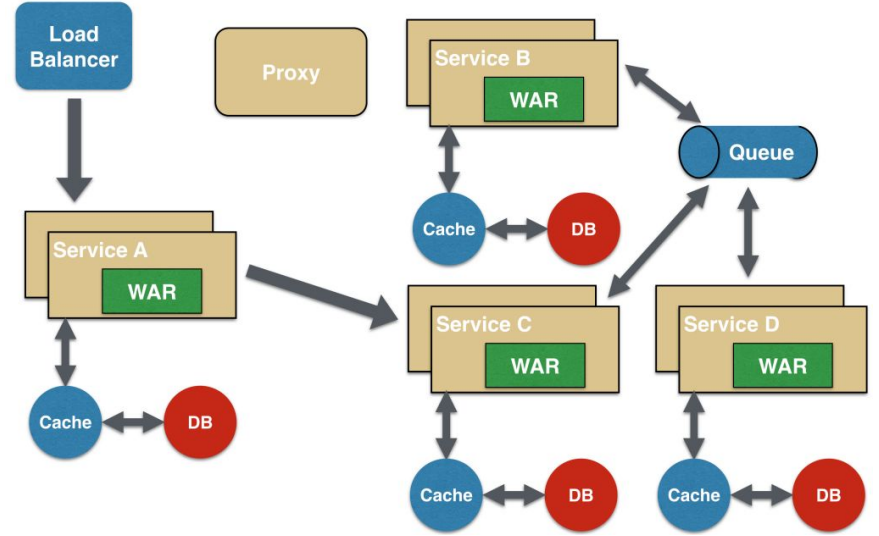 Load
Balancer
Proxy
Service B
WAR
Queue
Cache
DB
Service A
WAR
Cache
DB
Service C
WAR
Cache
DB
Service D
WAR
Cache
DB